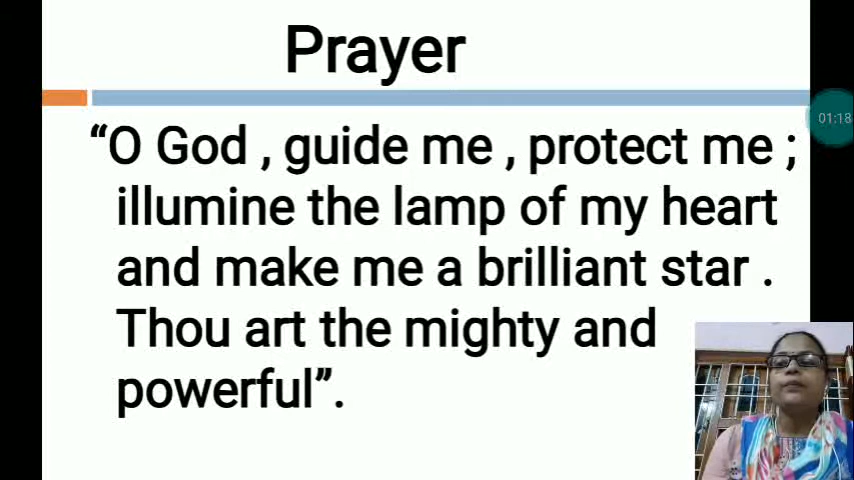 Prayer
“O God , guide me , protect me ;
illumine the lamp of my heart
and make me a brilliant star .
Thou art the mighty and
powerful”.
01:18